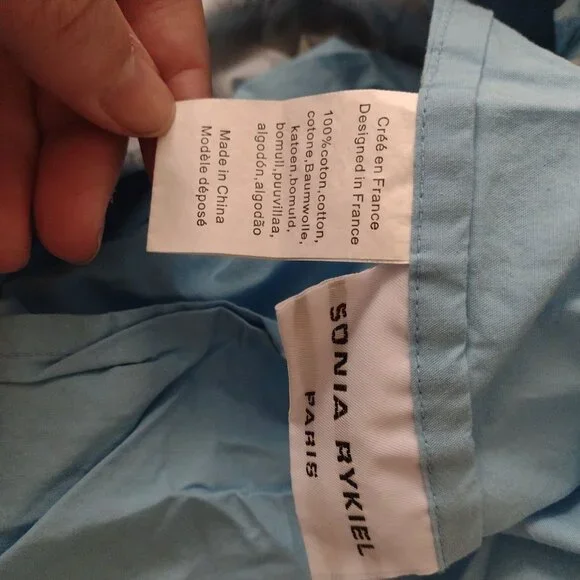 Créé en France
Designed in France
100%coton,cotton,
cotone,Baumwolle,
katoen,bomuld,
bomull,puuvillaa,
algodón,algodão
Made in China
Modèle déposé
SONIA RYKIEL
PARIS